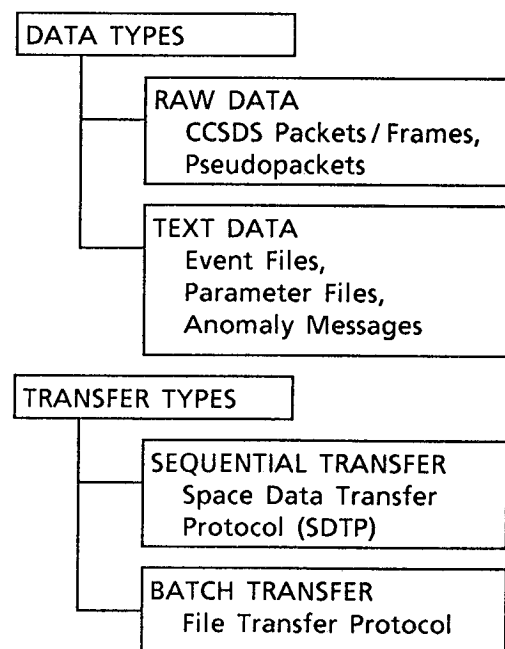 DATA TYPES
RAW DATA
CCSDS Packets / Frames,
Pseudopackets
TEXT DATA
Event Files,
Parameter Files,
Anomaly Messages
TRANSFER TYPES
SEQUENTIAL TRANSFER
Space Data Transfer
Protocol (SDTP)
BATCH TRANSFER
File Transfer Protocol